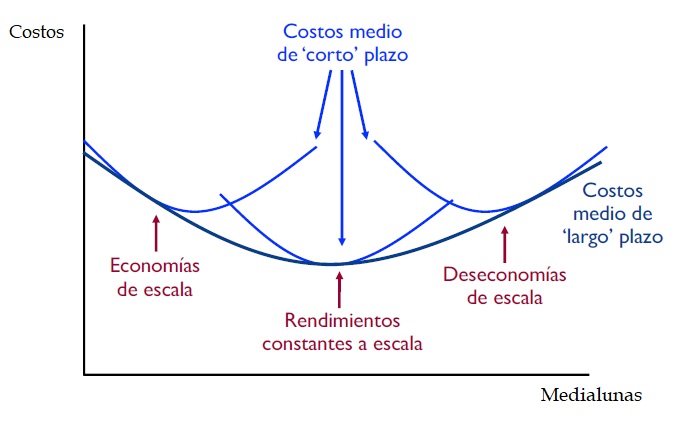 Costos
Costos medio
de ‘corto’ plazo
Costos
medio de
‘largo’ plazo
Economías
de escala
Deseconomías
de escala
Rendimientos
constantes a escala
Medialunas